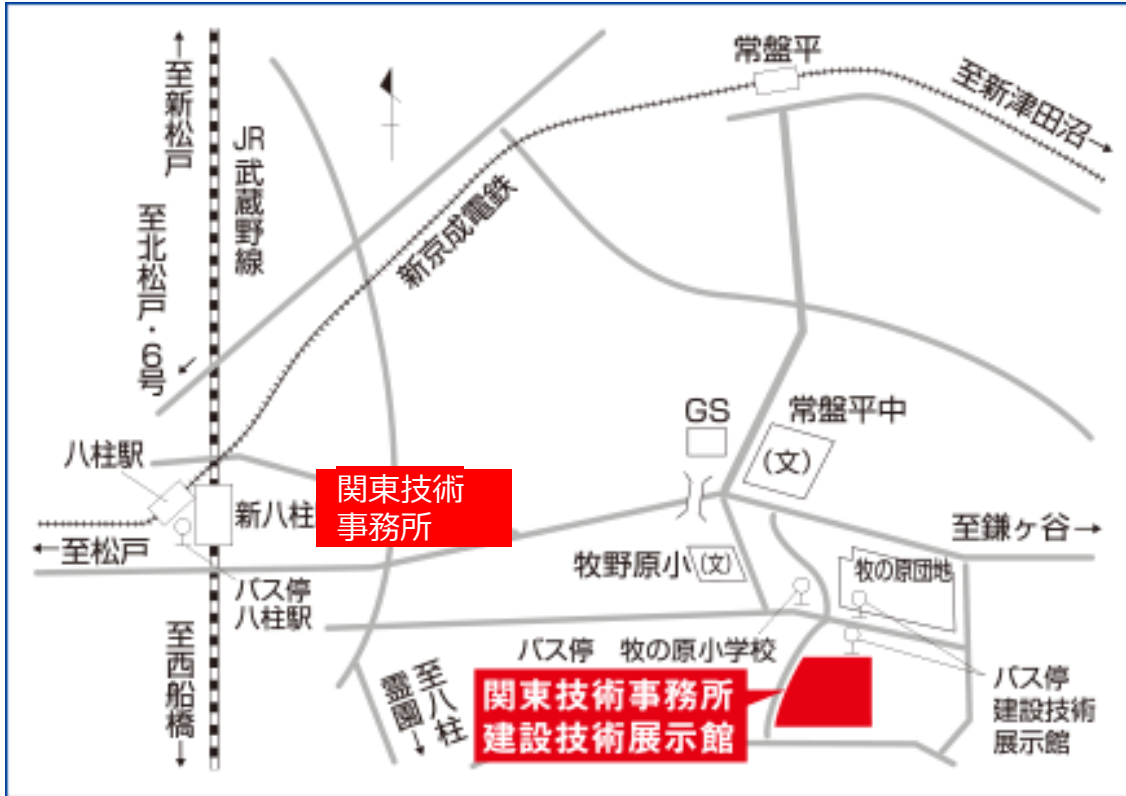 常盤平
至新津田沼→
←至新松戸
JR武蔵野線
至北松戸・6号
新京成電鉄
GS
常盤平中
(文)
八柱駅
関東技術
事務所
新八柱
至鎌ヶ谷→
←至松戸
牧野原小
(文)
牧の原団地
バス停
八柱駅
バス停 牧の原小学校
至西船橋→
至八柱
霊園→
関東技術事務所
建設技術展示館
バス停
建設技術
展示館